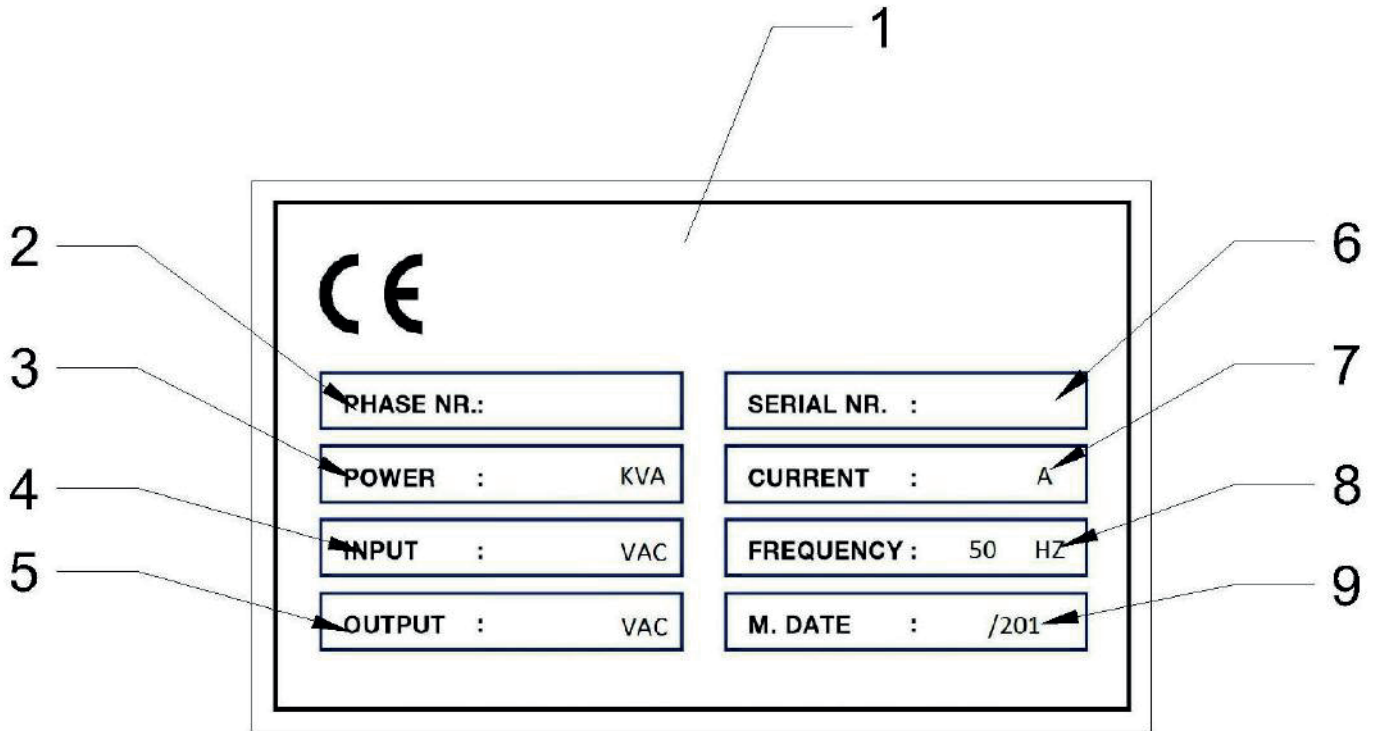 1
2
6
CE
3
PHASE NR.:
SERIAL NR. :
7
POWER : KVA
CURRENT : A
4
8
INPUT : VAC
FREQUENCY : 50 HZ
5
9
OUTPUT : VAC
M. DATE : /201